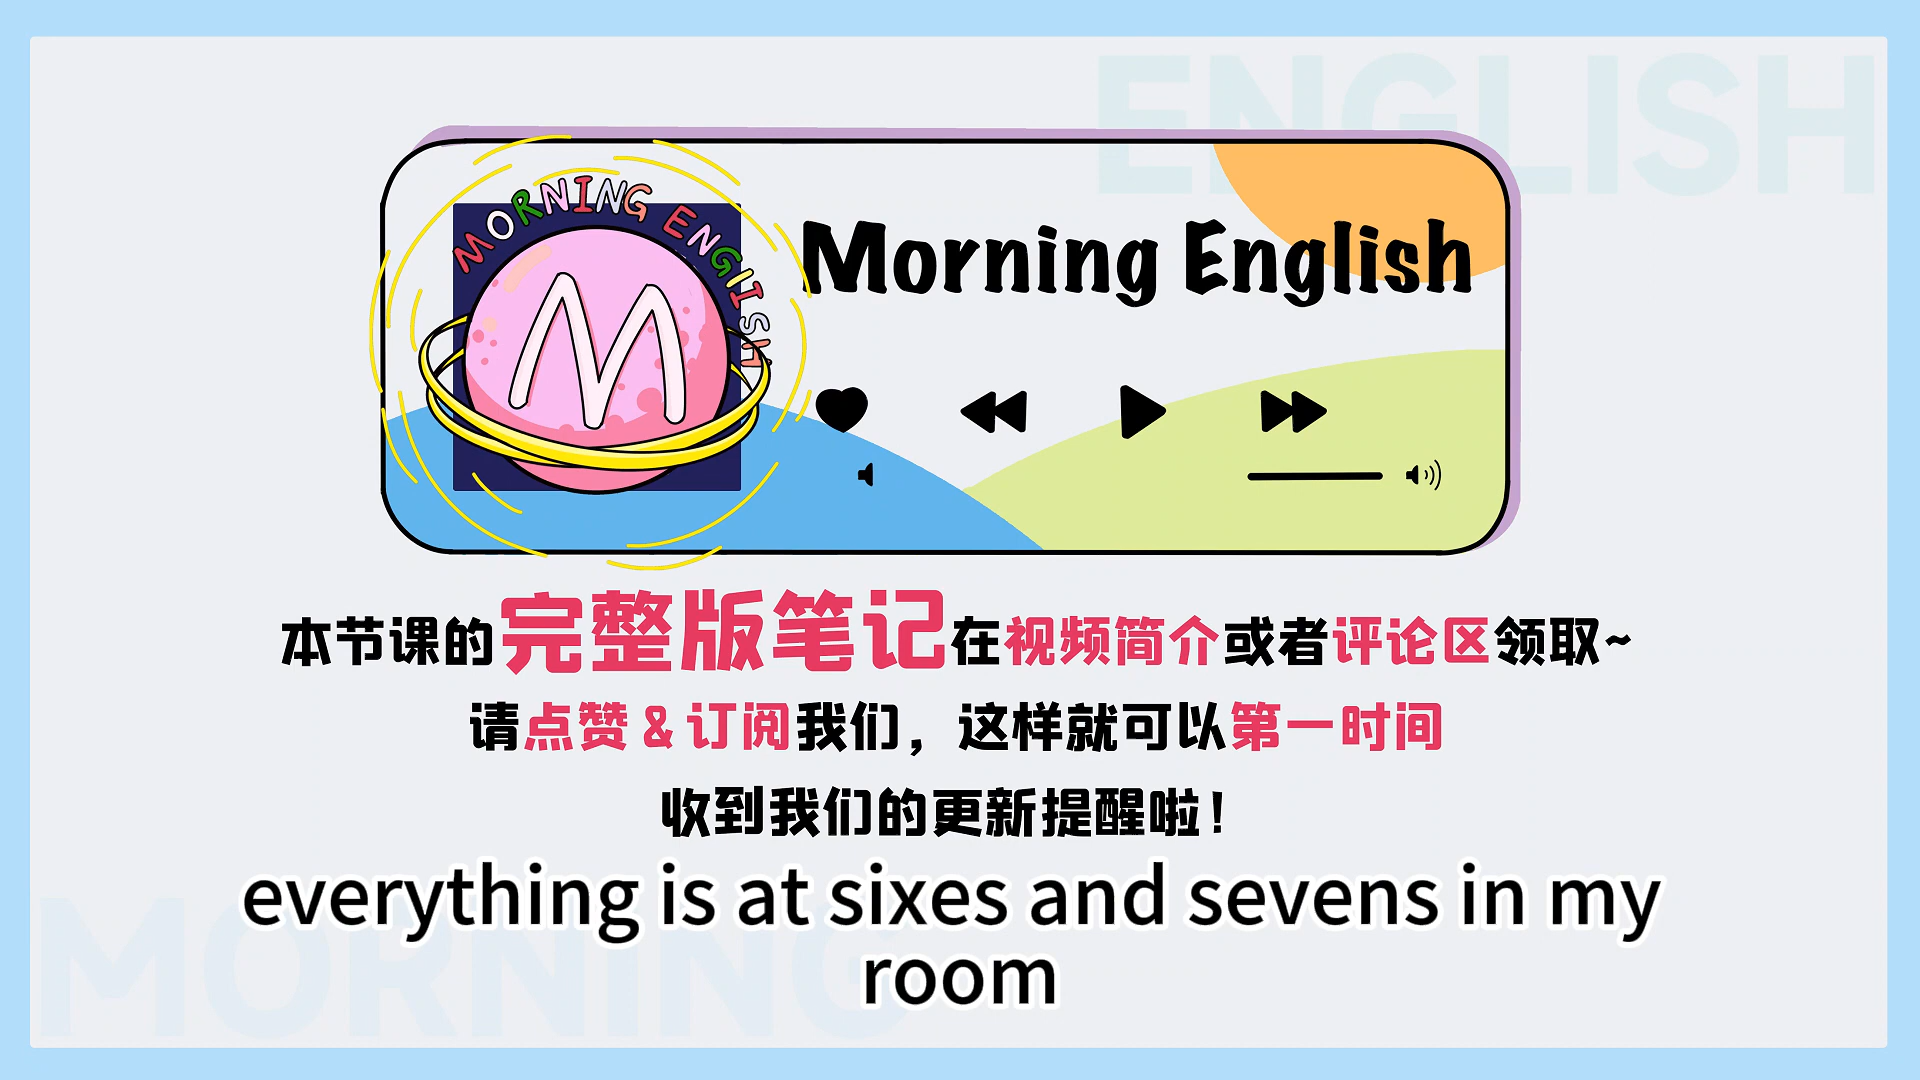 ENGLISH
MORNING ENGLISH
M
Morning English
本节课的完整版笔记在视频简介或者评论区领取~
请点赞&订阅我们，这样就可以第一时间
收到我们的更新提醒啦！
everything is at sixes and sevens in my
room
MORNING